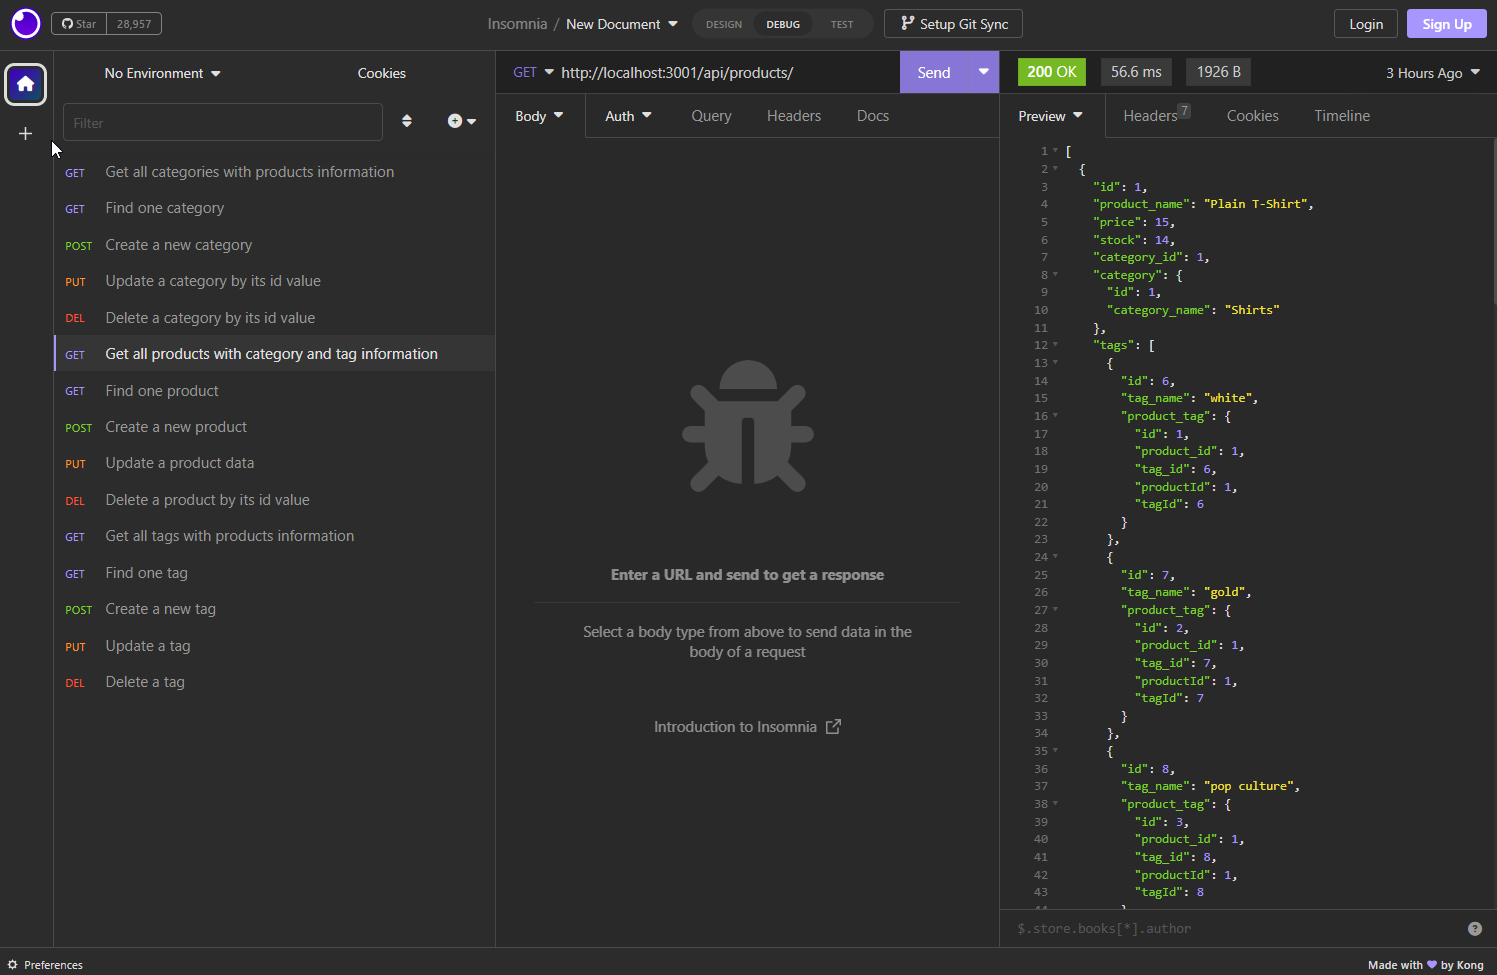 Star 28,957 Insomnia / New Document DESIGN DEBUG TEST Setup Git Sync Login Sign Up
No Environment Cookies
Filter
GET Get all categories with products information
GET Find one category
POST Create a new category
PUT Update a category by its id value
DEL Delete a category by its id value
GET Get all products with category and tag information
GET Find one product
POST Create a new product
PUT Update a product data
DEL Delete a product by its id value
GET Get all tags with products information
GET Find one tag
POST Create a new tag
PUT Update a tag
DEL Delete a tag
GET http://localhost:3001/api/products/ Send
Body Auth Query Headers Docs
Enter a URL and send to get a response
Select a body type from above to send data in the
body of a request
Introduction to Insomnia
200 OK 56.6 ms 1926 B 3 Hours Ago
Preview Headers 7 Cookies Timeline
1 [
2 {
3 "id": 1,
4 "product_name": "Plain T-Shirt",
5 "price": 15,
6 "stock": 14,
7 "category_id": 1,
8 "category": {
9 "id": 1,
10 "category_name": "Shirts"
11 },
12 "tags": [
13 {
14 "id": 6,
15 "tag_name": "white",
16 "product_tag": {
17 "id": 1,
18 "product_id": 1,
19 "tag_id": 6,
20 "productId": 1,
21 "tagId": 6
22 }
23 },
24 {
25 "id": 7,
26 "tag_name": "gold",
27 "product_tag": {
28 "id": 2,
29 "product_id": 1,
30 "tag_id": 7,
31 "productId": 1,
32 "tagId": 7
33 }
34 },
35 {
36 "id": 8,
37 "tag_name": "pop culture",
38 "product_tag": {
39 "id": 3,
40 "product_id": 1,
41 "tag_id": 8,
42 "productId": 1,
43 "tagId": 8
$.store.books[*].author
Preferences Made with 💜 by Kong